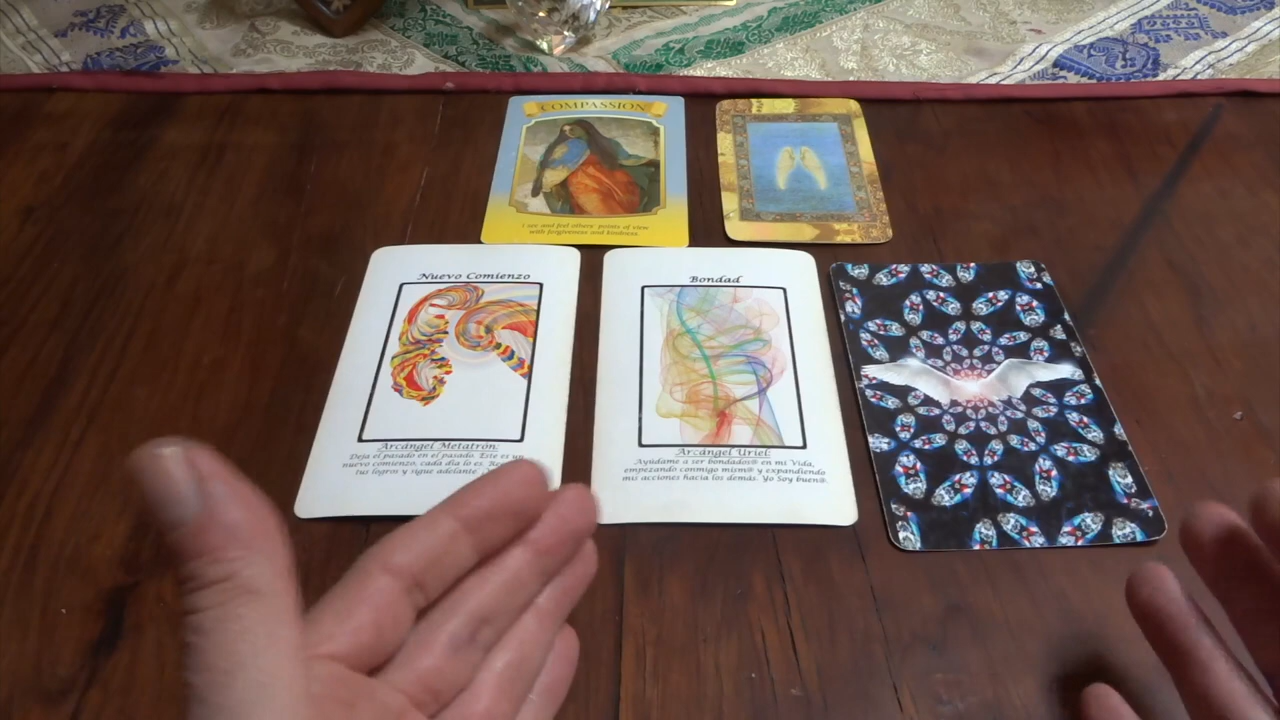 COMPASSION
I see and feel others' points of view
with forgiveness and kindness
Nuevo Comienzo
Arcángel Metatrón:
Deja el pasado en el pasado. Este es un
nuevo comienzo, cada día lo es.
tus logros y sigue adelante.
Bondad
Arcángel Uriel:
Ayúdame a ser bondados@ en mi Vida,
empezando conmigo mism@ y expandiendo
mis acciones hacia los demás. Yo Soy buen@.